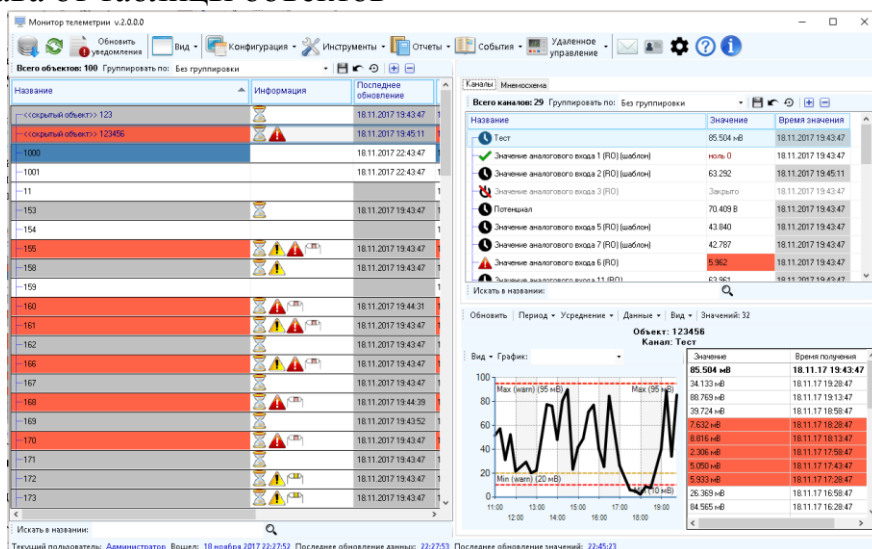 Монитор телеметрии v.2.0.0.0
Обновить уведомления Вид Конфигурация Инструменты Отчеты События Удаленное управление
Всего объектов: 100 Группировать по: Без группировки
Название Информация Последнее обновление
<<скрытый объект>> 123 18.11.2017 19:43:47
<<скрытый объект>> 123456 18.11.2017 19:45:11
1000 18.11.2017 22:43:47
1001 18.11.2017 22:43:47
11
153 18.11.2017 19:43:47
154
155 18.11.2017 19:43:47
158 18.11.2017 19:43:47
159
160 18.11.2017 19:44:31
161 18.11.2017 19:43:47
162 18.11.2017 19:43:47
166 18.11.2017 19:43:47
167 18.11.2017 19:43:47
168 18.11.2017 19:44:39
169 18.11.2017 19:43:52
170 18.11.2017 19:43:47
171 18.11.2017 19:43:47
172 18.11.2017 19:43:47
173 18.11.2017 19:43:47
Искать в названии:
Каналы Мнемосхема
Всего каналов: 29 Группировать по: Без группировки
Название Значение Время значения
Тест 85.504 мВ 18.11.2017 19:43:47
Значение аналогового входа 1 (RO) (шаблон) ноль 0 18.11.2017 19:43:47
Значение аналогового входа 2 (RO) (шаблон) 63.292 18.11.2017 19:45:11
Значение аналогового входа 3 (RO) Закрыто 18.11.2017 19:43:47
Потенциал 70.409 В 18.11.2017 19:43:47
Значение аналогового входа 5 (RO) (шаблон) 43.840 18.11.2017 19:43:47
Значение аналогового входа 7 (RO) (шаблон) 42.787 18.11.2017 19:43:47
Значение аналогового входа 6 (RO) 5.962 18.11.2017 19:43:47
Значение аналогового входа 11 (RO) 63.961 18.11.2017 19:43:47
Искать в названии:
Обновить Период Усреднение Данные Вид Значений: 32
Объект: 123456
Канал: Тест
Вид График:
100
80
60
40
20
0
Max (warn) (95 мВ) Max (95 мВ)
Min (warn) (20 мВ)
Min (10 мВ)
11:00 13:00 15:00 17:00 19:00
12:00 14:00 16:00 18:00
Значение Время получения
85.504 мВ 18.11.17 19:43:47
34.133 мВ 18.11.17 19:28:47
88.769 мВ 18.11.17 19:13:47
39.724 мВ 18.11.17 18:58:47
7.632 мВ 18.11.17 18:28:47
8.816 мВ 18.11.17 18:13:47
2.306 мВ 18.11.17 17:58:47
5.050 мВ 18.11.17 17:43:47
5.933 мВ 18.11.17 17:28:47
26.369 мВ 18.11.17 16:58:47
84.565 мВ 18.11.17 16:28:47
Текущий пользователь: Администратор Вошел: 18 ноября 2017 22:27:52 Последнее обновление данных: 22:27:53 Последнее обновление значений: 22:45:23